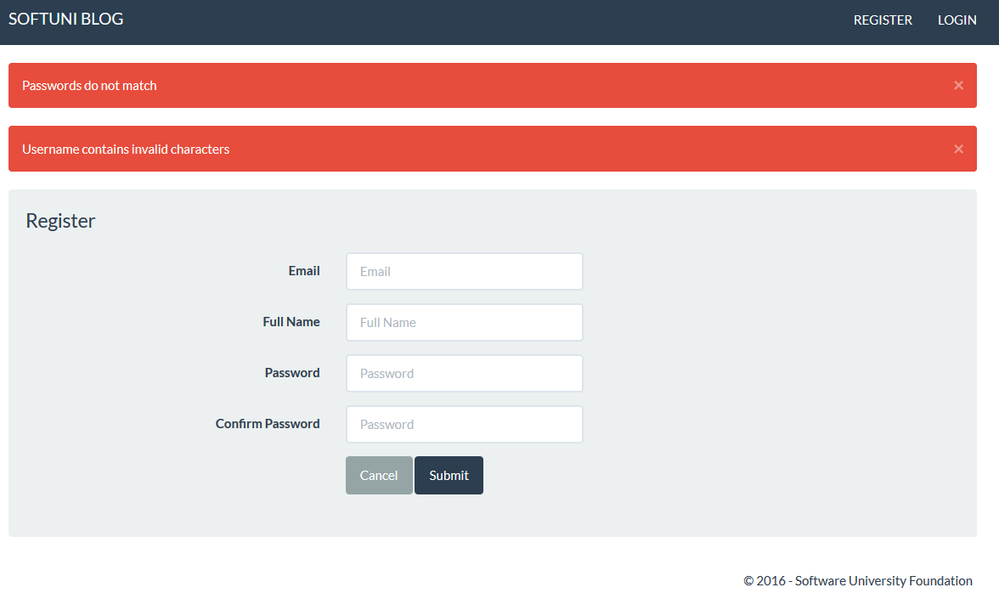 SOFTUNI BLOG
REGISTER LOGIN
Passwords do not match ×
Username contains invalid characters ×
Register
Email Email
Full Name Full Name
Password Password
Confirm Password Password
Cancel Submit
© 2016 - Software University Foundation